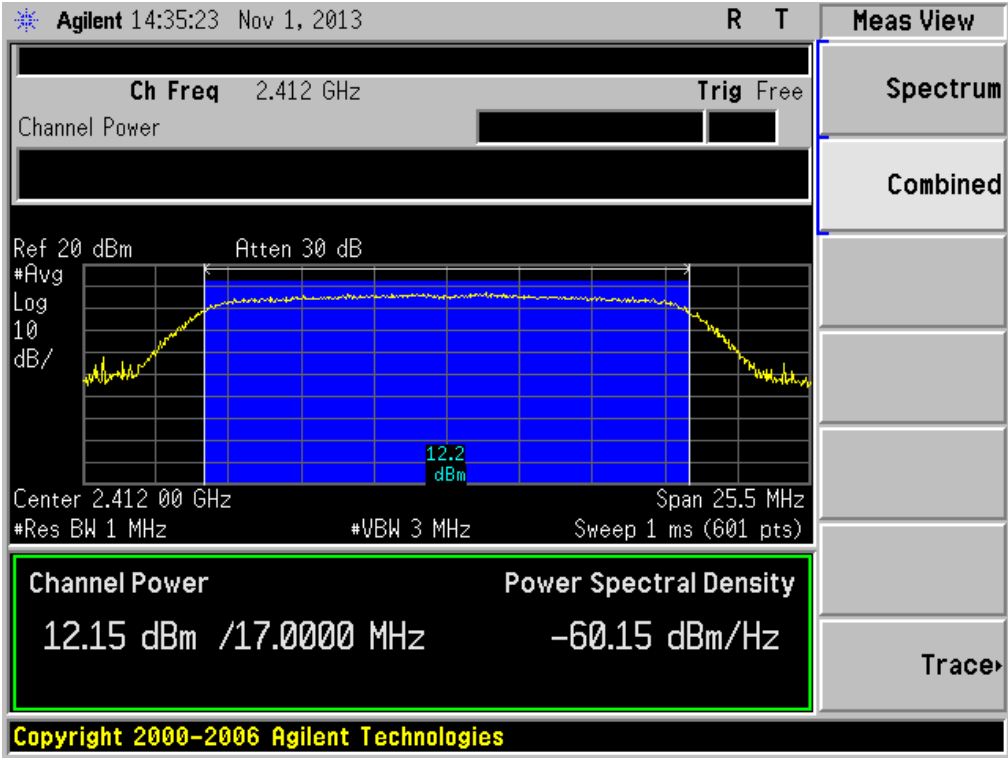 Agilent 14:35:23 Nov 1, 2013 R T Meas View
Ch Freq 2.412 GHz Trig Free
Channel Power
Spectrum
Combined
Ref 20 dBm Atten 30 dB
#Avg
Log
10
dB/
12.2
dBm
Center 2.412 00 GHz Span 25.5 MHz
#Res BW 1 MHz #VBW 3 MHz Sweep 1 ms (601 pts)
Channel Power Power Spectral Density
12.15 dBm /17.0000 MHz -60.15 dBm/Hz
Trace
Copyright 2000-2006 Agilent Technologies